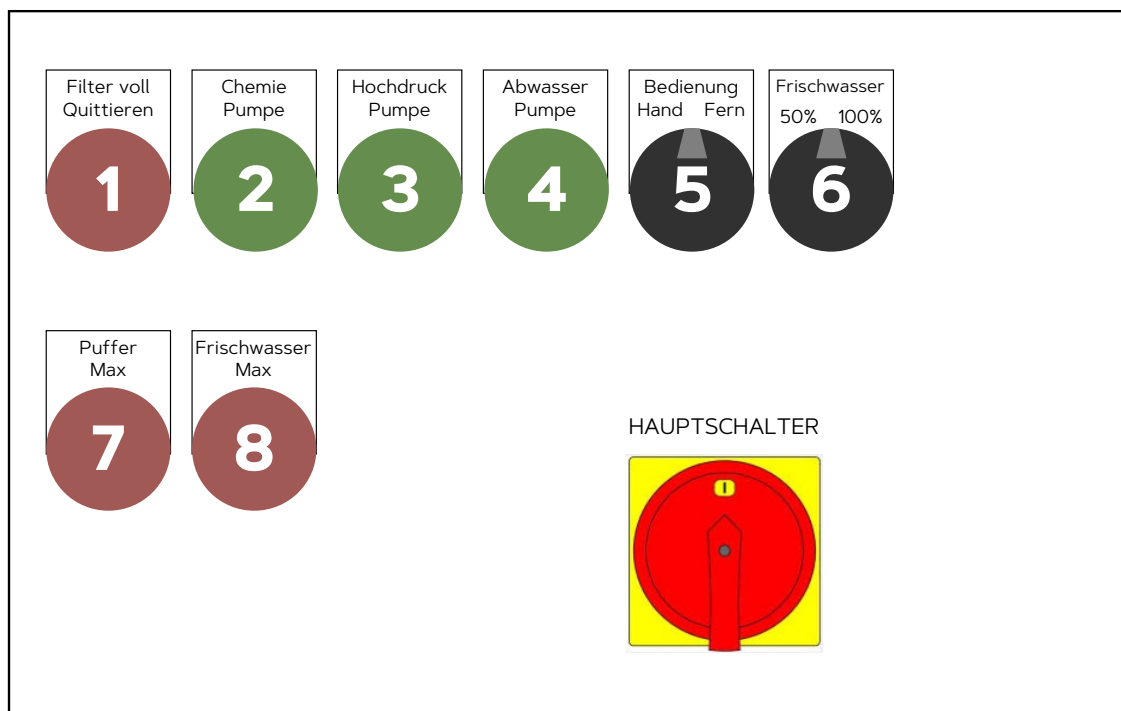 Filter voll
Quittieren
1
Chemie
Pumpe
2
Hochdruck
Pumpe
3
Abwasser
Pumpe
4
Bedienung
Hand Fern
5
Frischwasser
50% 100%
6
Puffer
Max
7
Frischwasser
Max
8
HAUPTSCHALTER
I